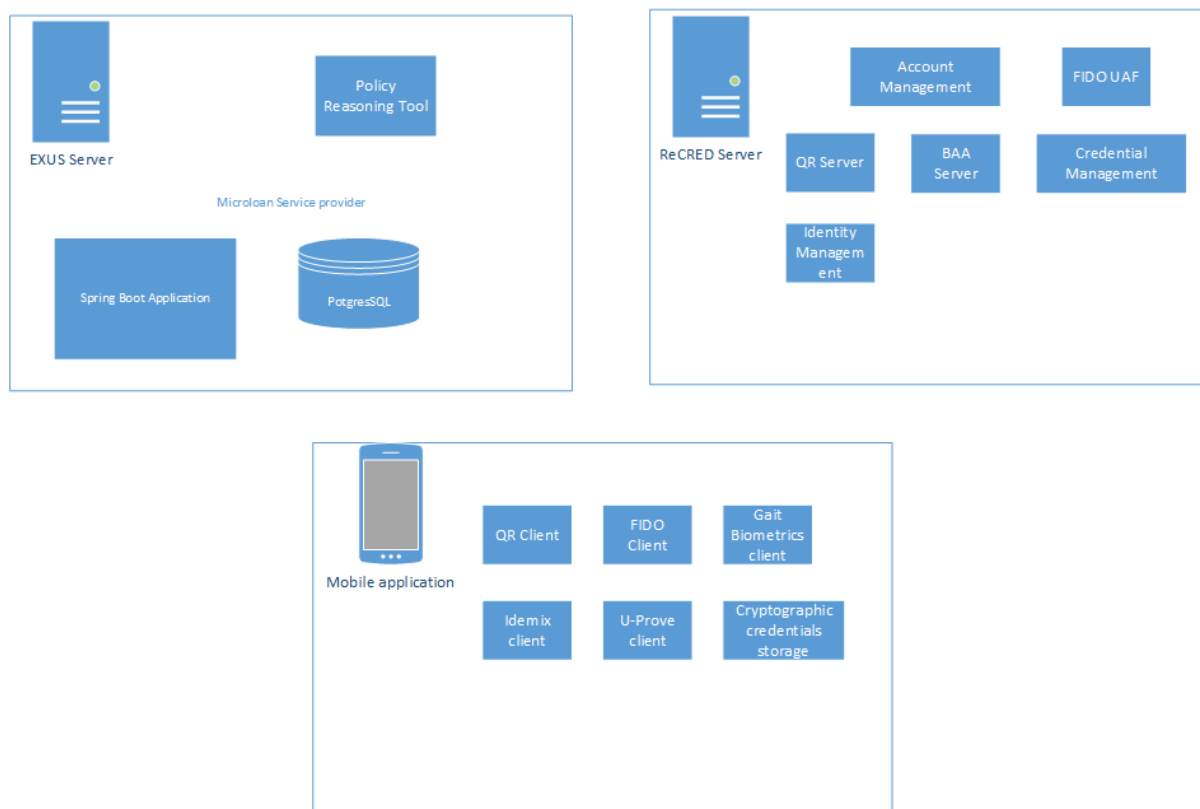 Policy
Reasoning Tool
EXUS Server
Microloan Service provider
Spring Boot Application
PotgresSQL
Account
Management
FIDO UAF
ReCRED Server
QR Server
BAA
Server
Credential
Management
Identity
Managem
ent
Mobile application
QR Client
FIDO
Client
Gait
Biometrics
client
Idemix
client
U-Prove
client
Cryptographic
credentials
storage